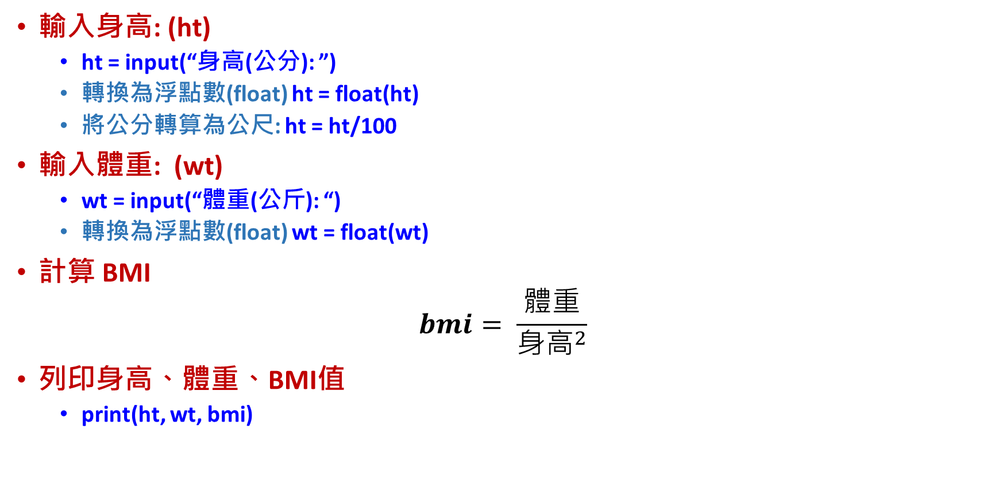 • 輸入身高: (ht)
• ht = input(“身高(公分): ”)
• 轉換為浮點數(float) ht = float(ht)
• 將公分轉算為公尺: ht = ht/100
• 輸入體重:  (wt)
• wt = input(“體重(公斤): “)
• 轉換為浮點數(float) wt = float(wt)
• 計算 BMI
bmi = 體重/身高²
• 列印身高、體重、BMI值
• print(ht, wt, bmi)